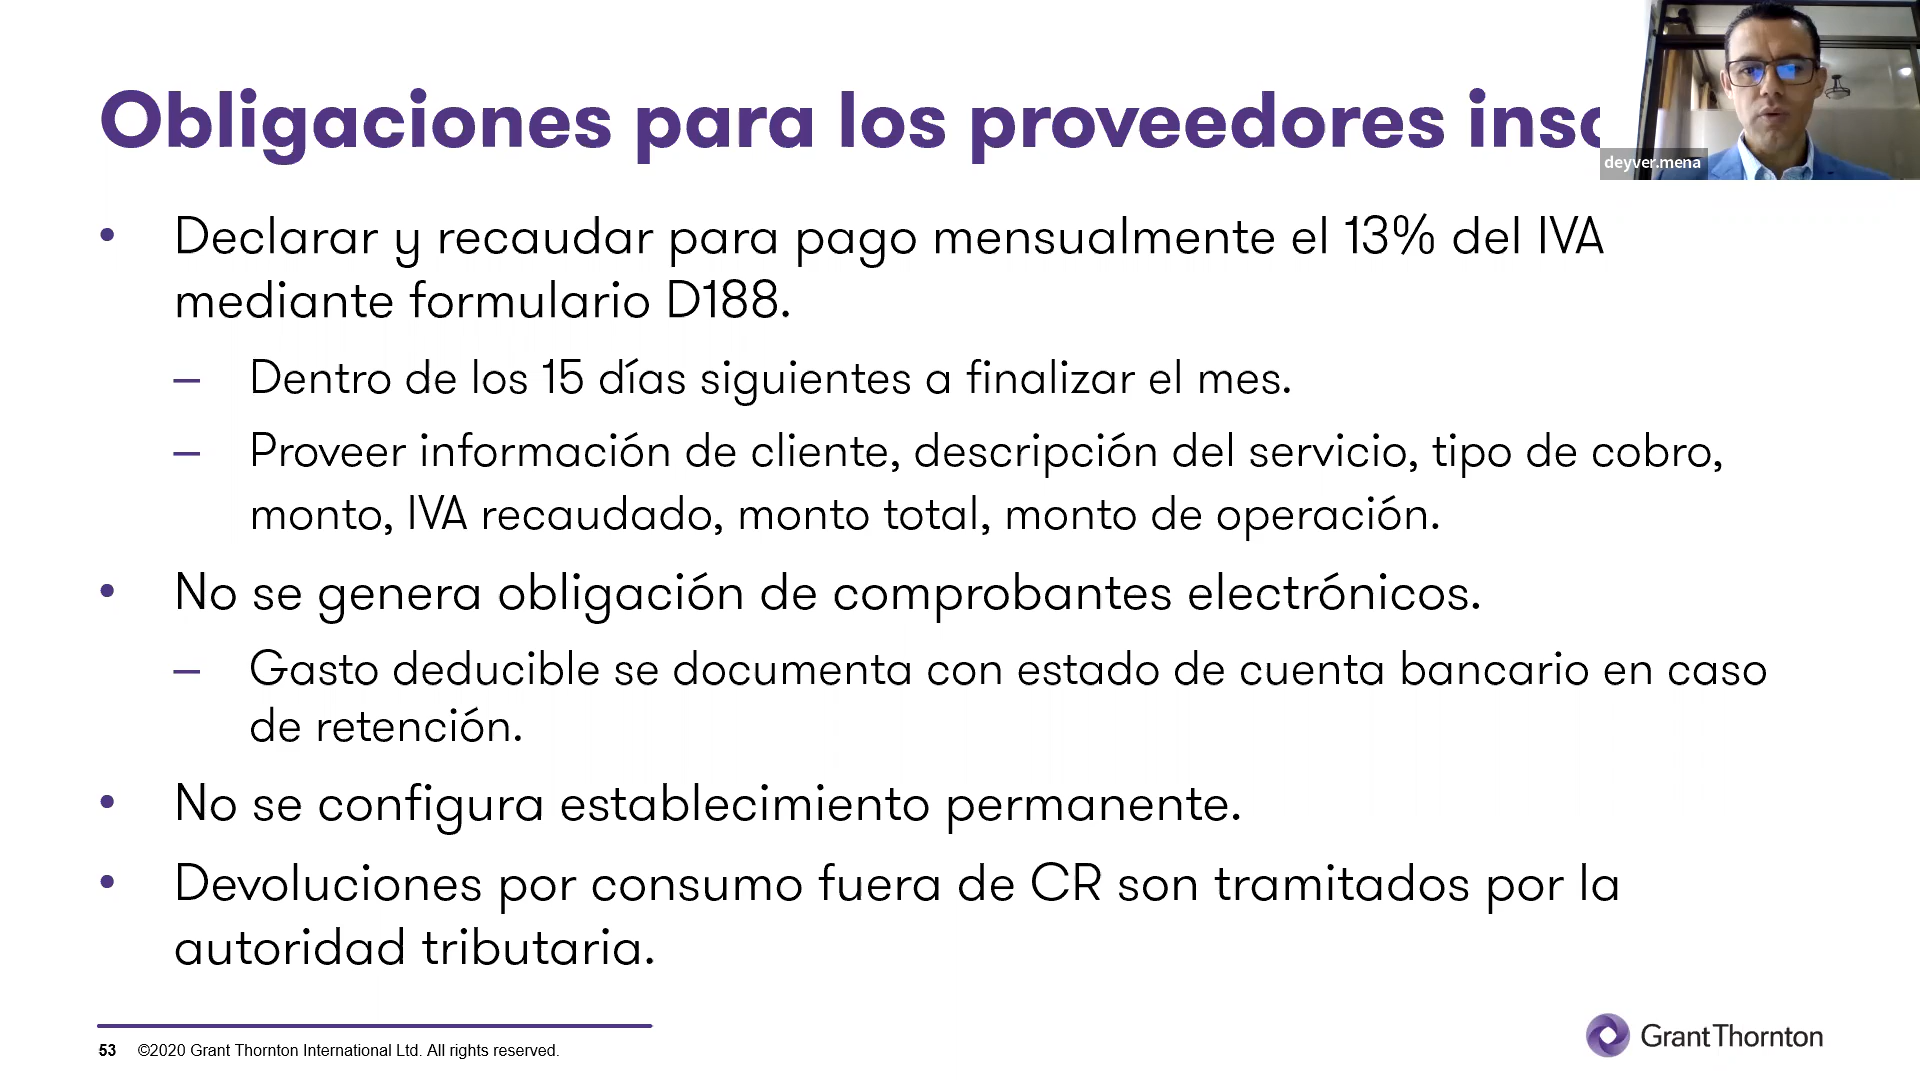 Obligaciones para los proveedores
deyver.mena
• Declarar y recaudar para pago mensualmente el 13% del IVA
mediante formulario D188.
– Dentro de los 15 días siguientes a finalizar el mes.
– Proveer información de cliente, descripción del servicio, tipo de cobro,
monto, IVA recaudado, monto total, monto de operación.
• No se genera obligación de comprobantes electrónicos.
– Gasto deducible se documenta con estado de cuenta bancario en caso
de retención.
• No se configura establecimiento permanente.
• Devoluciones por consumo fuera de CR son tramitados por la
autoridad tributaria.
53 ©2020 Grant Thornton International Ltd. All rights reserved.
GrantThornton